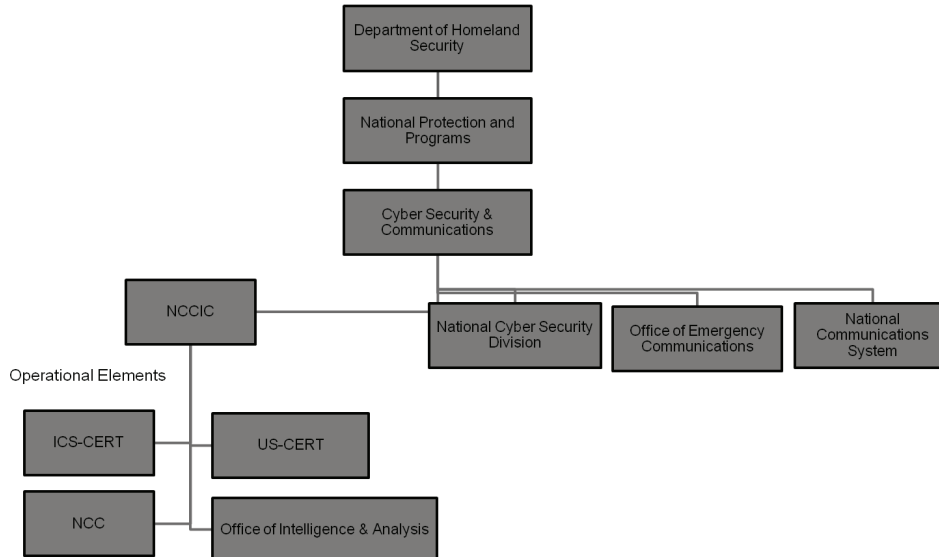 Department of Homeland
Security
National Protection and
Programs
Cyber Security &
Communications
NCCIC
National Cyber Security
Division
Office of Emergency
Communications
National
Communications
System
Operational Elements
ICS-CERT
US-CERT
NCC
Office of Intelligence & Analysis